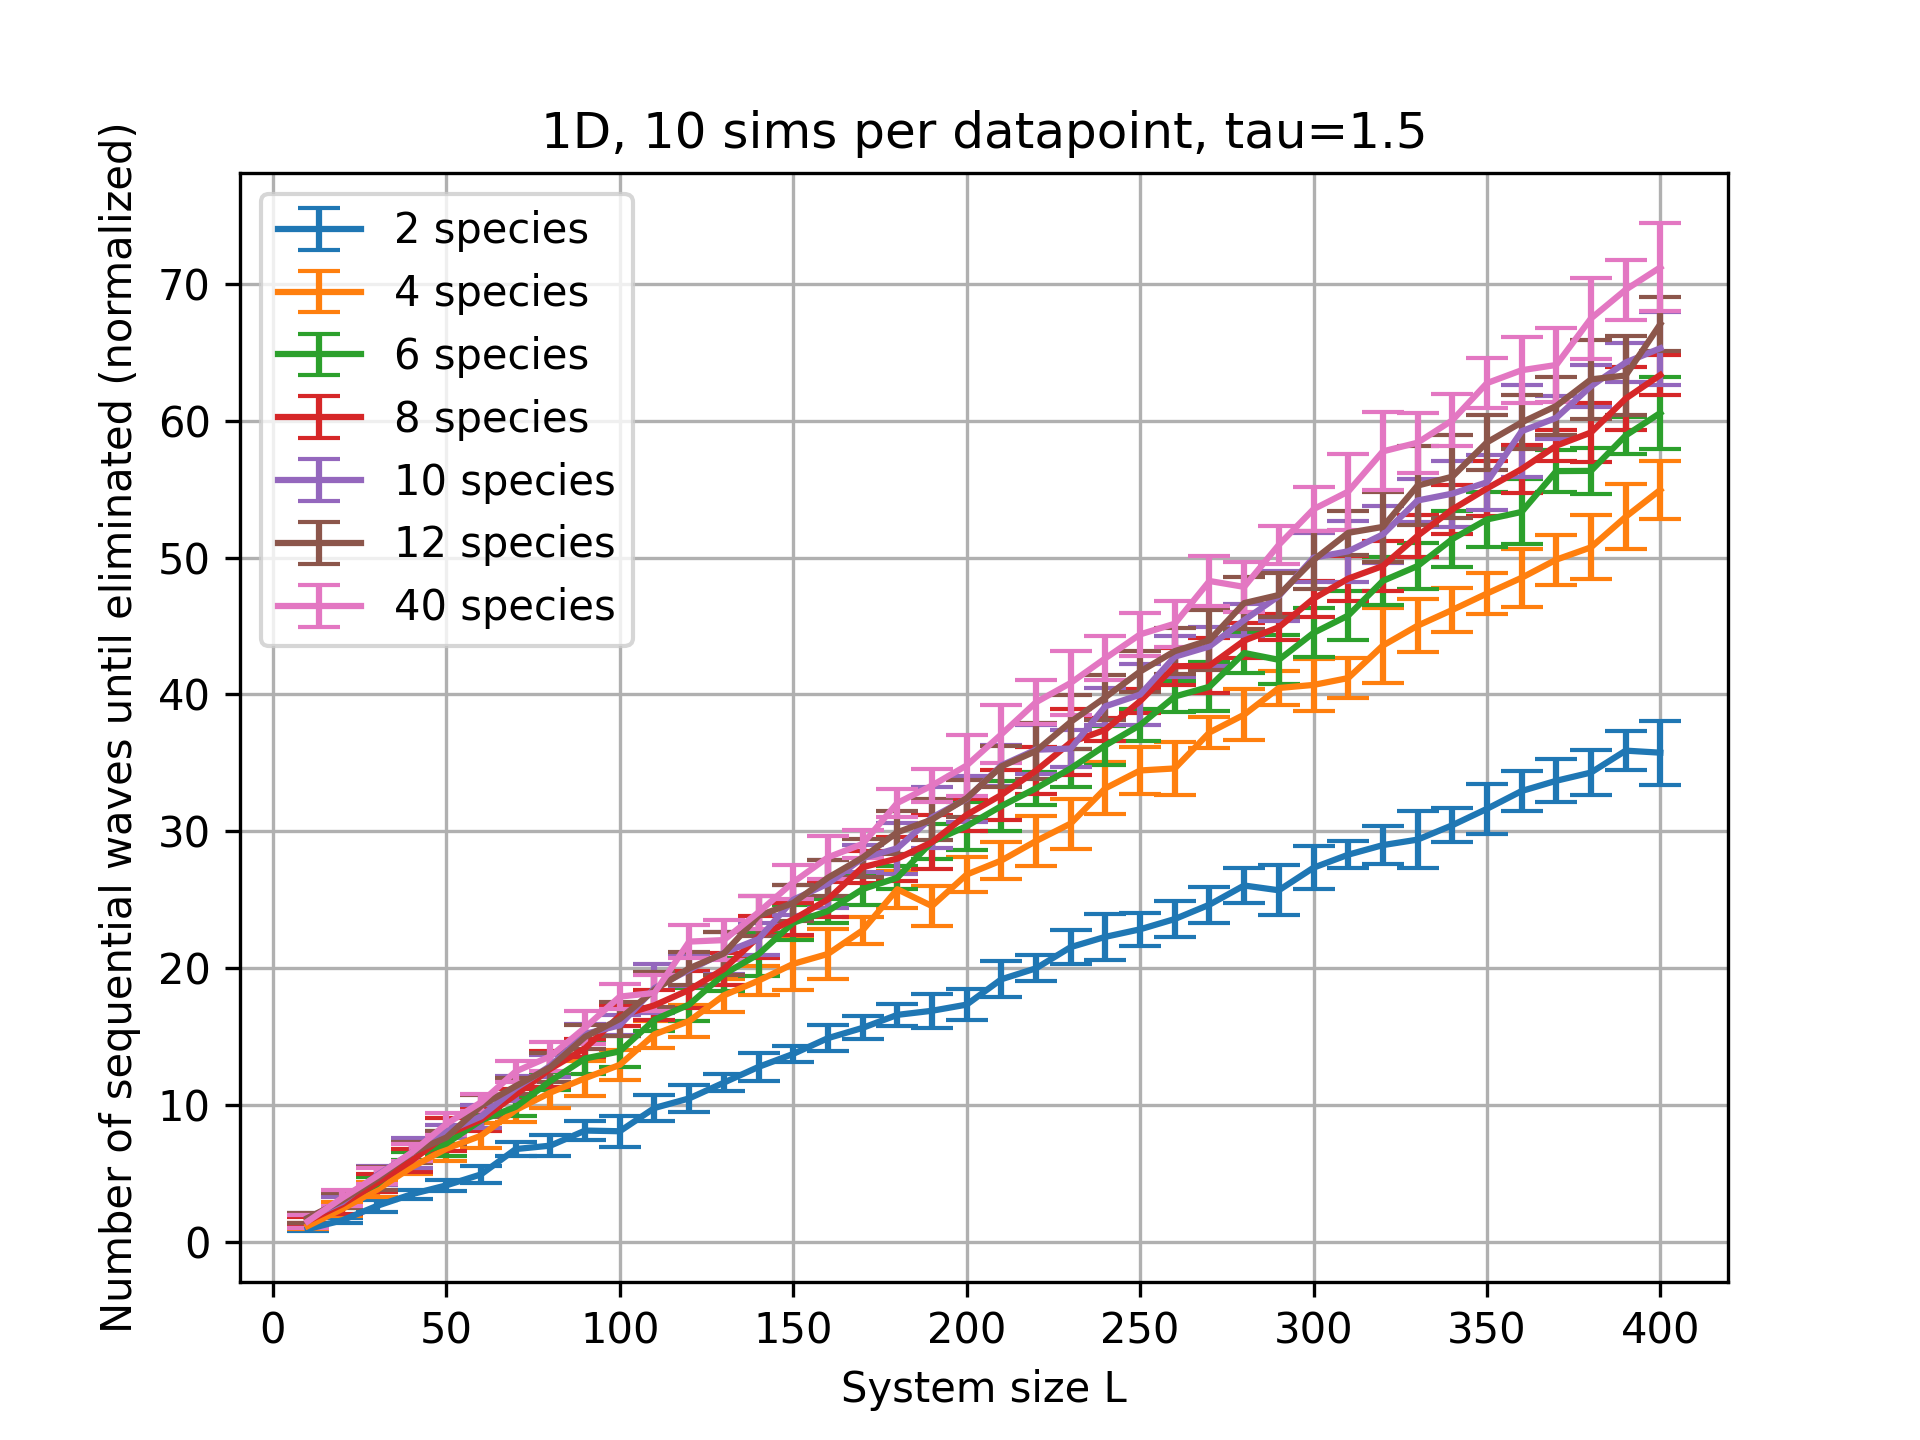 1D, 10 sims per datapoint, tau=1.5
Number of sequential waves until eliminated (normalized)
70
60
50
40
30
20
10
0
2 species
4 species
6 species
8 species
10 species
12 species
40 species
0 50 100 150 200 250 300 350 400
System size L